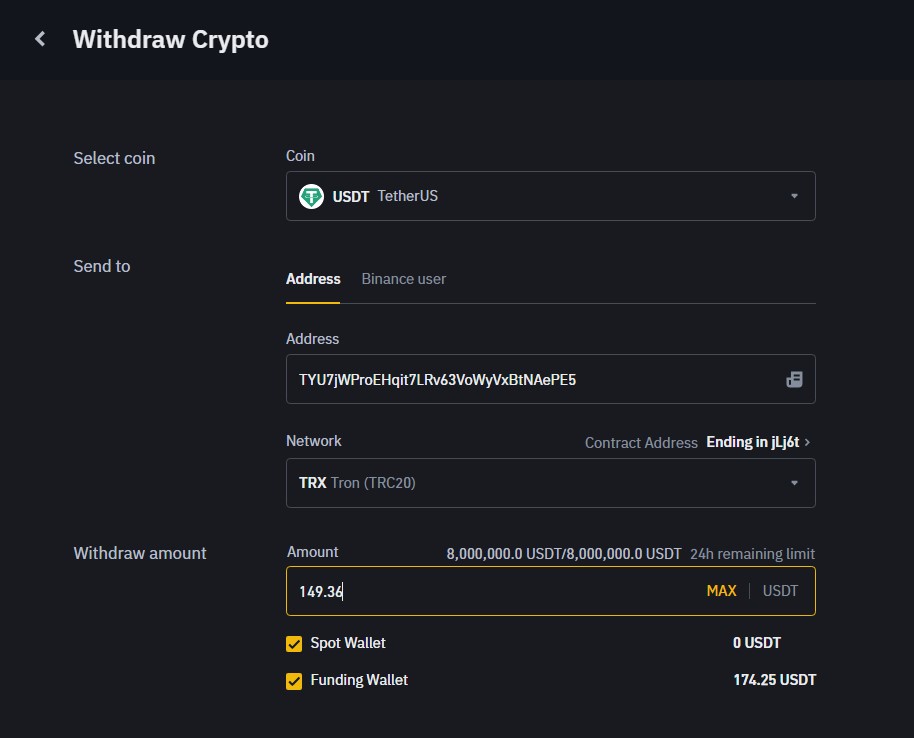 Withdraw Crypto
Select coin
Coin
USDT TetherUS
Send to
Address Binance user
Address
TYU7jWProEHqit7LRv63VoWyVxBtNAePE5
Network Contract Address Ending in jLj6t
TRX Tron (TRC20)
Withdraw amount
Amount 8,000,000.0 USDT/8,000,000.0 USDT 24h remaining limit
149.36 MAX USDT
Spot Wallet 0 USDT
Funding Wallet 174.25 USDT